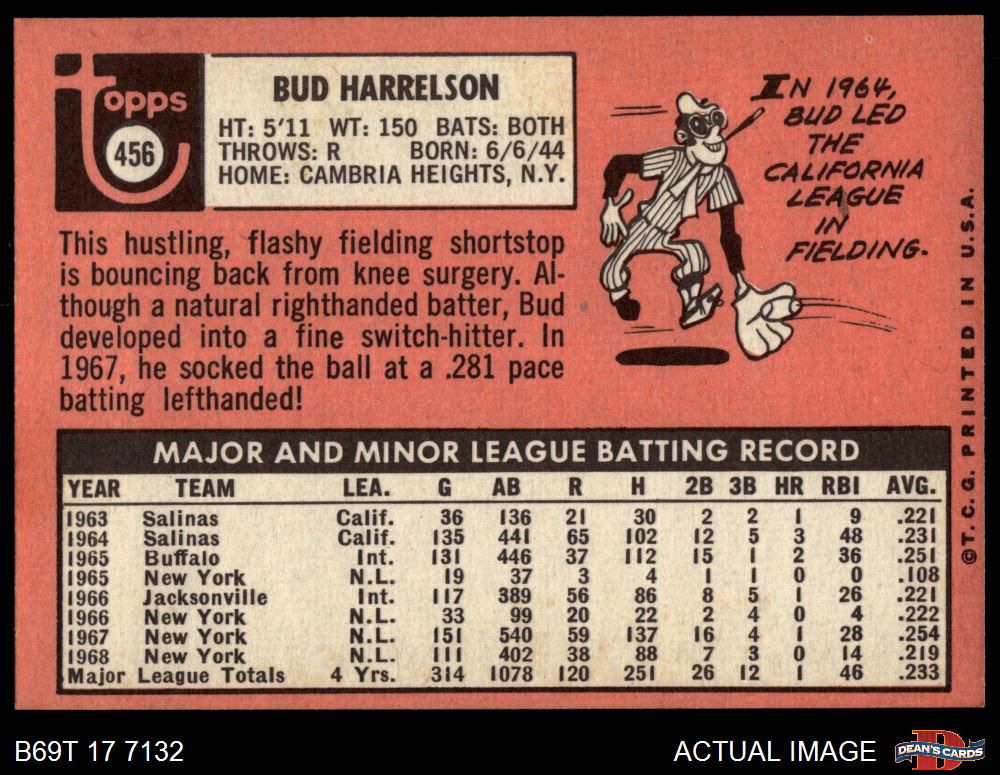 Topps
456
BUD HARRELSON
HT: 5'11 WT: 150 BATS: BOTH
THROWS: R BORN: 6/6/44
HOME: CAMBRIA HEIGHTS, N.Y.
IN 1964,
BUD LED
THE
CALIFORNIA
LEAGUE
IN
FIELDING.
This hustling, flashy fielding shortstop
is bouncing back from knee surgery. Al-
though a natural righthanded batter, Bud
developed into a fine switch-hitter. In
1967, he socked the ball at a .281 pace
batting lefthanded!
MAJOR AND MINOR LEAGUE BATTING RECORD
YEAR TEAM LEA. G AB R H 2B 3B HR RBI AVG.
1963 Salinas Calif. 36 136 21 30 2 2 1 9 .221
1964 Salinas Calif. 135 441 65 102 12 5 3 48 .231
1965 Buffalo Int. 131 446 37 112 15 1 2 36 .251
1965 New York N.L. 19 37 3 4 1 1 0 0 .108
1966 Jacksonville Int. 117 389 56 86 8 5 1 26 .221
1966 New York N.L. 33 99 20 22 2 4 0 4 .222
1967 New York N.L. 151 540 59 137 16 4 1 28 .254
1968 New York N.L. 111 402 38 88 7 3 0 14 .219
Major League Totals 4 Yrs. 314 1078 120 251 26 12 1 46 .233
©T. C. G. PRINTED IN U.S.A.
B69T 17 7132
ACTUAL IMAGE
DEAN'S CARDS